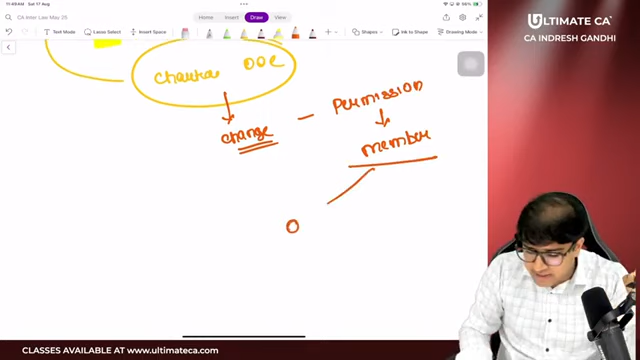 11:49 AM Sat 17 Aug
56%
CA Inter Law May 25
Home Insert Draw View
Text Mode Lasso Select Insert Space Shapes Ink to Shape Drawing Mode
ULTIMATE CA
CA INDRESH GANDHI
OOC
Permission
change -
member
O
CLASSES AVAILABLE AT www.ultimateca.com